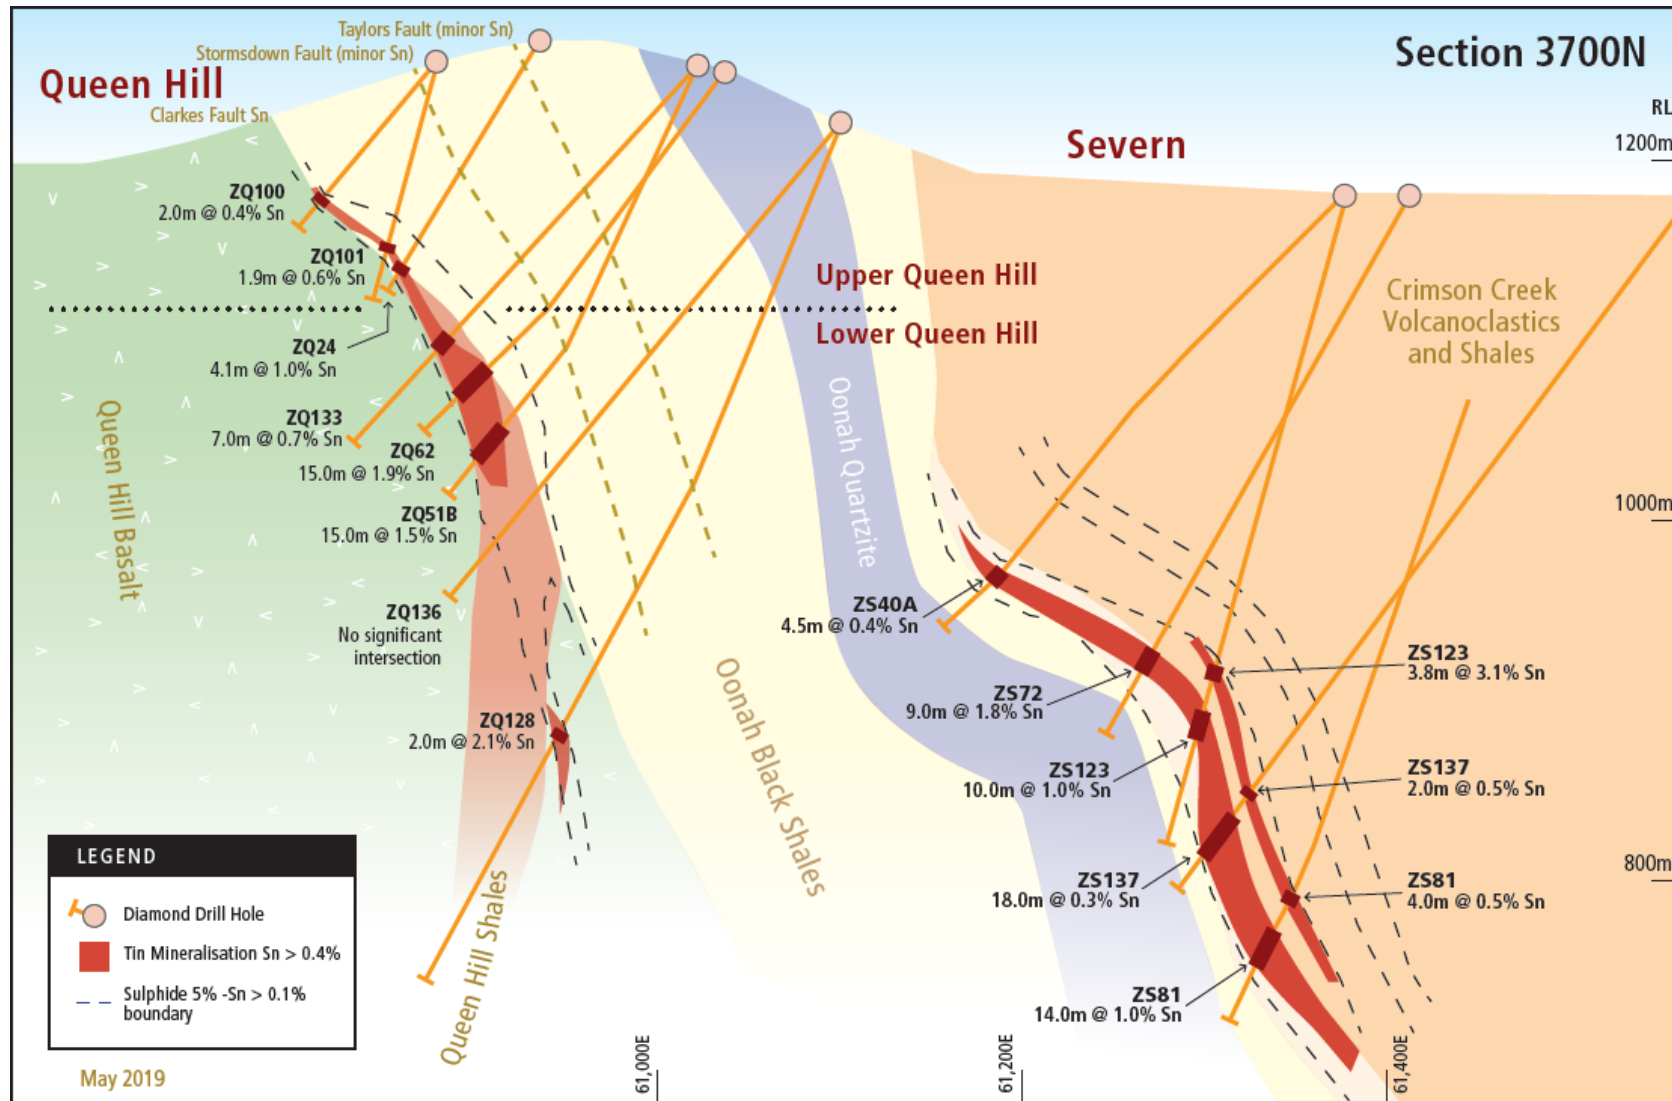 Taylors Fault (minor Sn)
Stormsdown Fault (minor Sn)
Queen Hill
Clarkes Fault Sn
Section 3700N
RL
1200m
Severn
ZQ100
2.0m @ 0.4% Sn
ZQ101
1.9m @ 0.6% Sn
Upper Queen Hill
Lower Queen Hill
Crimson Creek
Volcanoclastics
and Shales
ZQ24
4.1m @ 1.0% Sn
ZQ133
7.0m @ 0.7% Sn
ZQ62
15.0m @ 1.9% Sn
ZQ51B
15.0m @ 1.5% Sn
Queen Hill Basalt
Oonah Quartzite
1000m
ZQ136
No significant
intersection
ZS40A
4.5m @ 0.4% Sn
ZS123
3.8m @ 3.1% Sn
ZS72
9.0m @ 1.8% Sn
ZQ128
2.0m @ 2.1% Sn
Oonah Black Shales
ZS123
10.0m @ 1.0% Sn
ZS137
2.0m @ 0.5% Sn
800m
ZS137
18.0m @ 0.3% Sn
ZS81
4.0m @ 0.5% Sn
ZS81
14.0m @ 1.0% Sn
Queen Hill Shales
LEGEND
Diamond Drill Hole
Tin Mineralisation Sn > 0.4%
Sulphide 5% -Sn > 0.1%
boundary
May 2019
61,000E
61,200E
61,400E